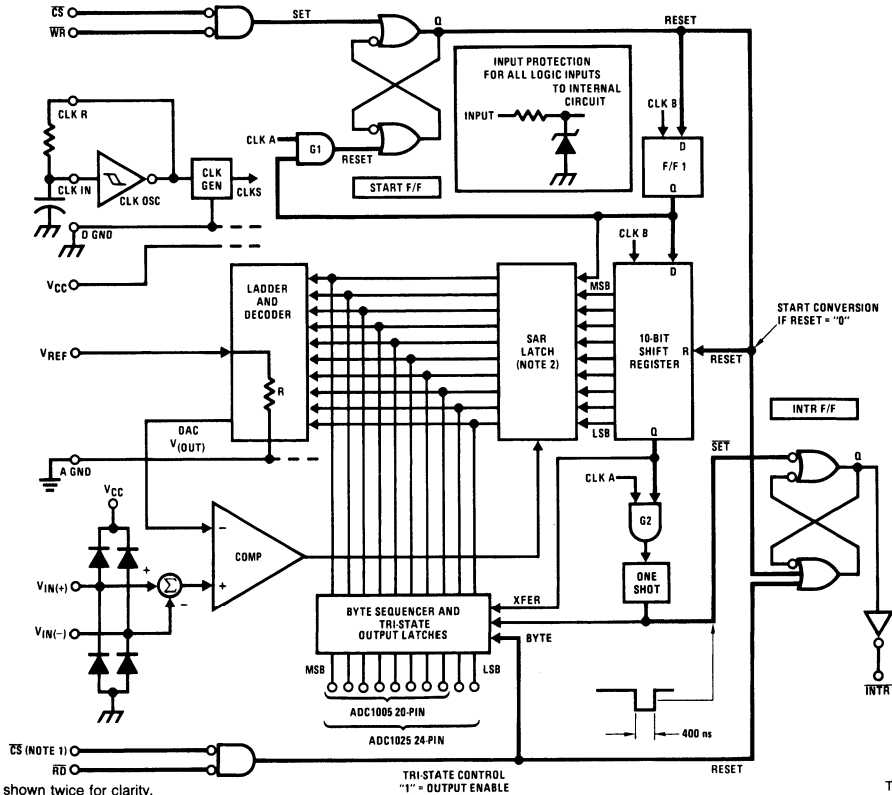 CS
WR
SET
Q
RESET
INPUT PROTECTION
FOR ALL LOGIC INPUTS
TO INTERNAL
CIRCUIT
INPUT
CLK R
CLK IN
CLK OSC
CLK
GEN
CLKS
D GND
CLK A
G1
RESET
START F/F
CLK B
D
F/F 1
Q
VCC
VREF
LADDER
AND
DECODER
R
DAC
V(OUT)
A GND
MSB
SAR
LATCH
(NOTE 2)
LSB
CLK B
D
10-BIT
SHIFT
REGISTER
R
Q
RESET
START CONVERSION
IF RESET = "0"
INTR F/F
SET
Q
CLK A
G2
ONE
SHOT
VCC
VIN(+)
VIN(–)
+
–
Σ
–
+
COMP
XFER
BYTE SEQUENCER AND
TRI-STATE
OUTPUT LATCHES
BYTE
MSB
LSB
ADC1005 20-PIN
ADC1025 24-PIN
400 ns
INTR
CS (NOTE 1)
RD
TRI-STATE CONTROL
"1" = OUTPUT ENABLE
RESET
shown twice for clarity.
T